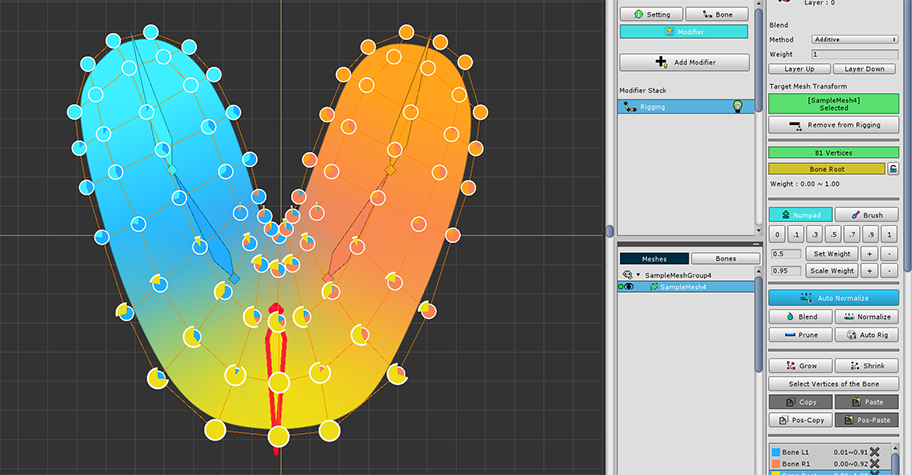 Setting
Bone
Modifier
Add Modifier
Modifier Stack
Rigging
Meshes
Bones
SampleMeshGroup4
SampleMesh4
Layer : 0
Blend
Method
Additive
Weight
1
Layer Up
Layer Down
Target Mesh Transform
[SampleMesh4]
Selected
Remove from Rigging
81 Vertices
Bone Root
Weight : 0.00 ~ 1.00
Numpad
Brush
0 .1 .3 .5 .7 .9 1
0.5 Set Weight + -
0.95 Scale Weight + -
Auto Normalize
Blend
Normalize
Prune
Auto Rig
Grow
Shrink
Select Vertices of the Bone
Copy
Paste
Pos-Copy
Pos-Paste
Bone L1 0.01~0.91
Bone R1 0.00~0.92